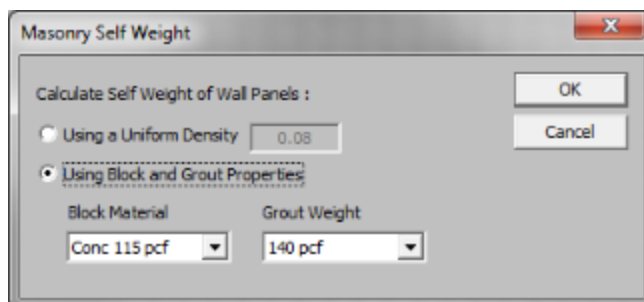 Masonry Self Weight
Calculate Self Weight of Wall Panels :
OK
Using a Uniform Density 0.08
Cancel
Using Block and Grout Properties
Block Material Grout Weight
Conc 115 pcf 140 pcf